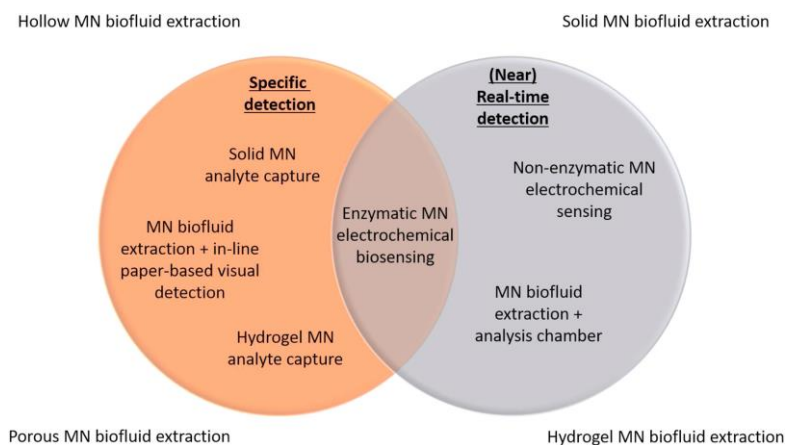 Hollow MN biofluid extraction
Solid MN biofluid extraction
Specific
detection
(Near)
Real-time
detection
Solid MN
analyte capture
Non-enzymatic MN
electrochemical
sensing
MN biofluid
extraction + in-line
paper-based visual
detection
Enzymatic MN
electrochemical
biosensing
MN biofluid
extraction +
analysis chamber
Hydrogel MN
analyte capture
Porous MN biofluid extraction
Hydrogel MN biofluid extraction